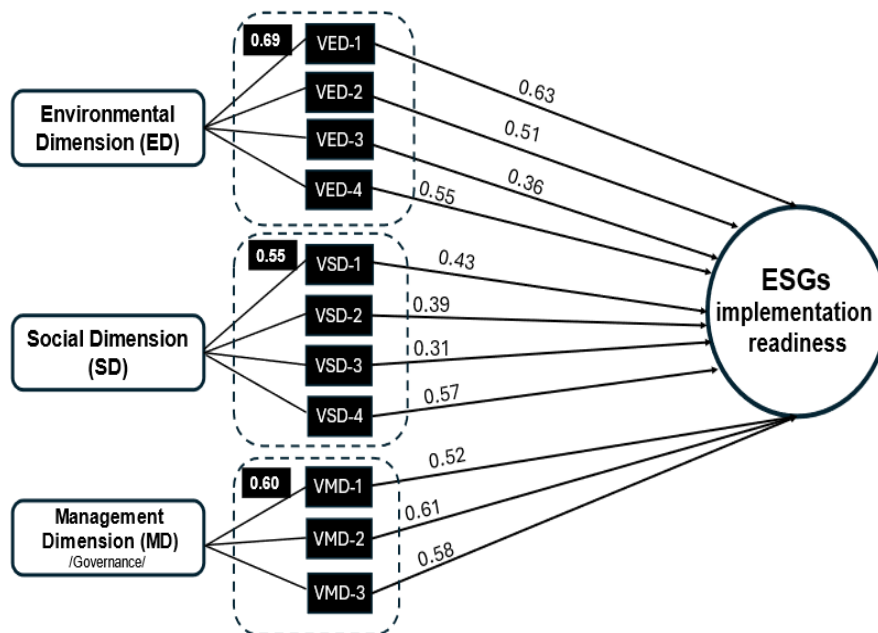 0.69
VED-1
VED-2
VED-3
VED-4
Environmental
Dimension (ED)
0.63
0.51
0.36
0.55
0.55
VSD-1
VSD-2
VSD-3
VSD-4
Social Dimension
(SD)
0.43
0.39
0.31
0.57
ESGs
implementation
readiness
0.60
VMD-1
VMD-2
VMD-3
Management
Dimension (MD)
/Governance/
0.52
0.61
0.58